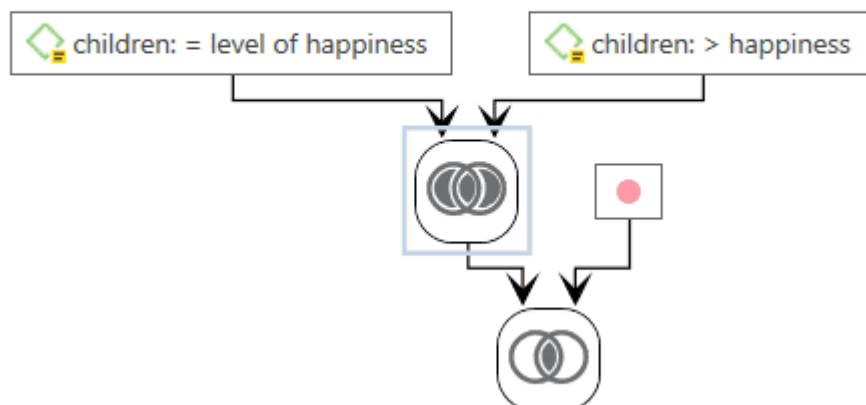 children: = level of happiness
children: > happiness